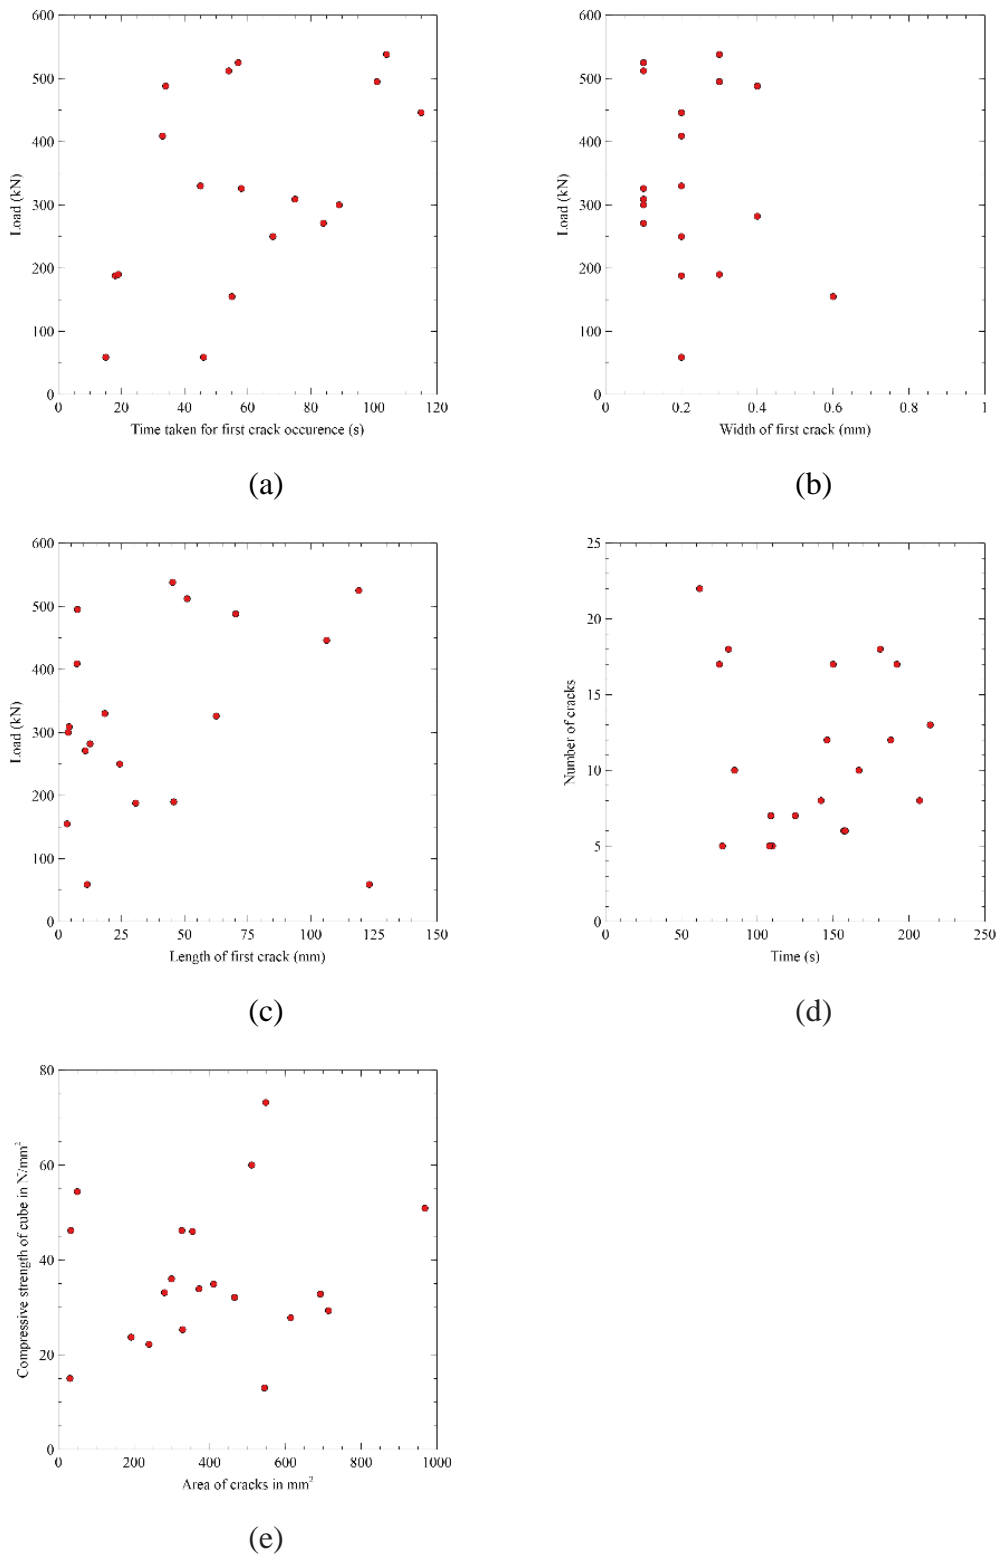 600
500
400
300
200
100
0
Load (kN)
0 20 40 60 80 100 120
Time taken for first crack occurence (s)
(a)
600
500
400
300
200
100
0
Load (kN)
0 0.2 0.4 0.6 0.8 1
Width of first crack (mm)
(b)
600
500
400
300
200
100
0
Load (kN)
0 25 50 75 100 125 150
Length of first crack (mm)
(c)
25
20
15
10
5
0
Number of cracks
0 50 100 150 200 250
Time (s)
(d)
80
60
40
20
0
Compressive strength of cube in N/mm²
0 200 400 600 800 1000
Area of cracks in mm²
(e)